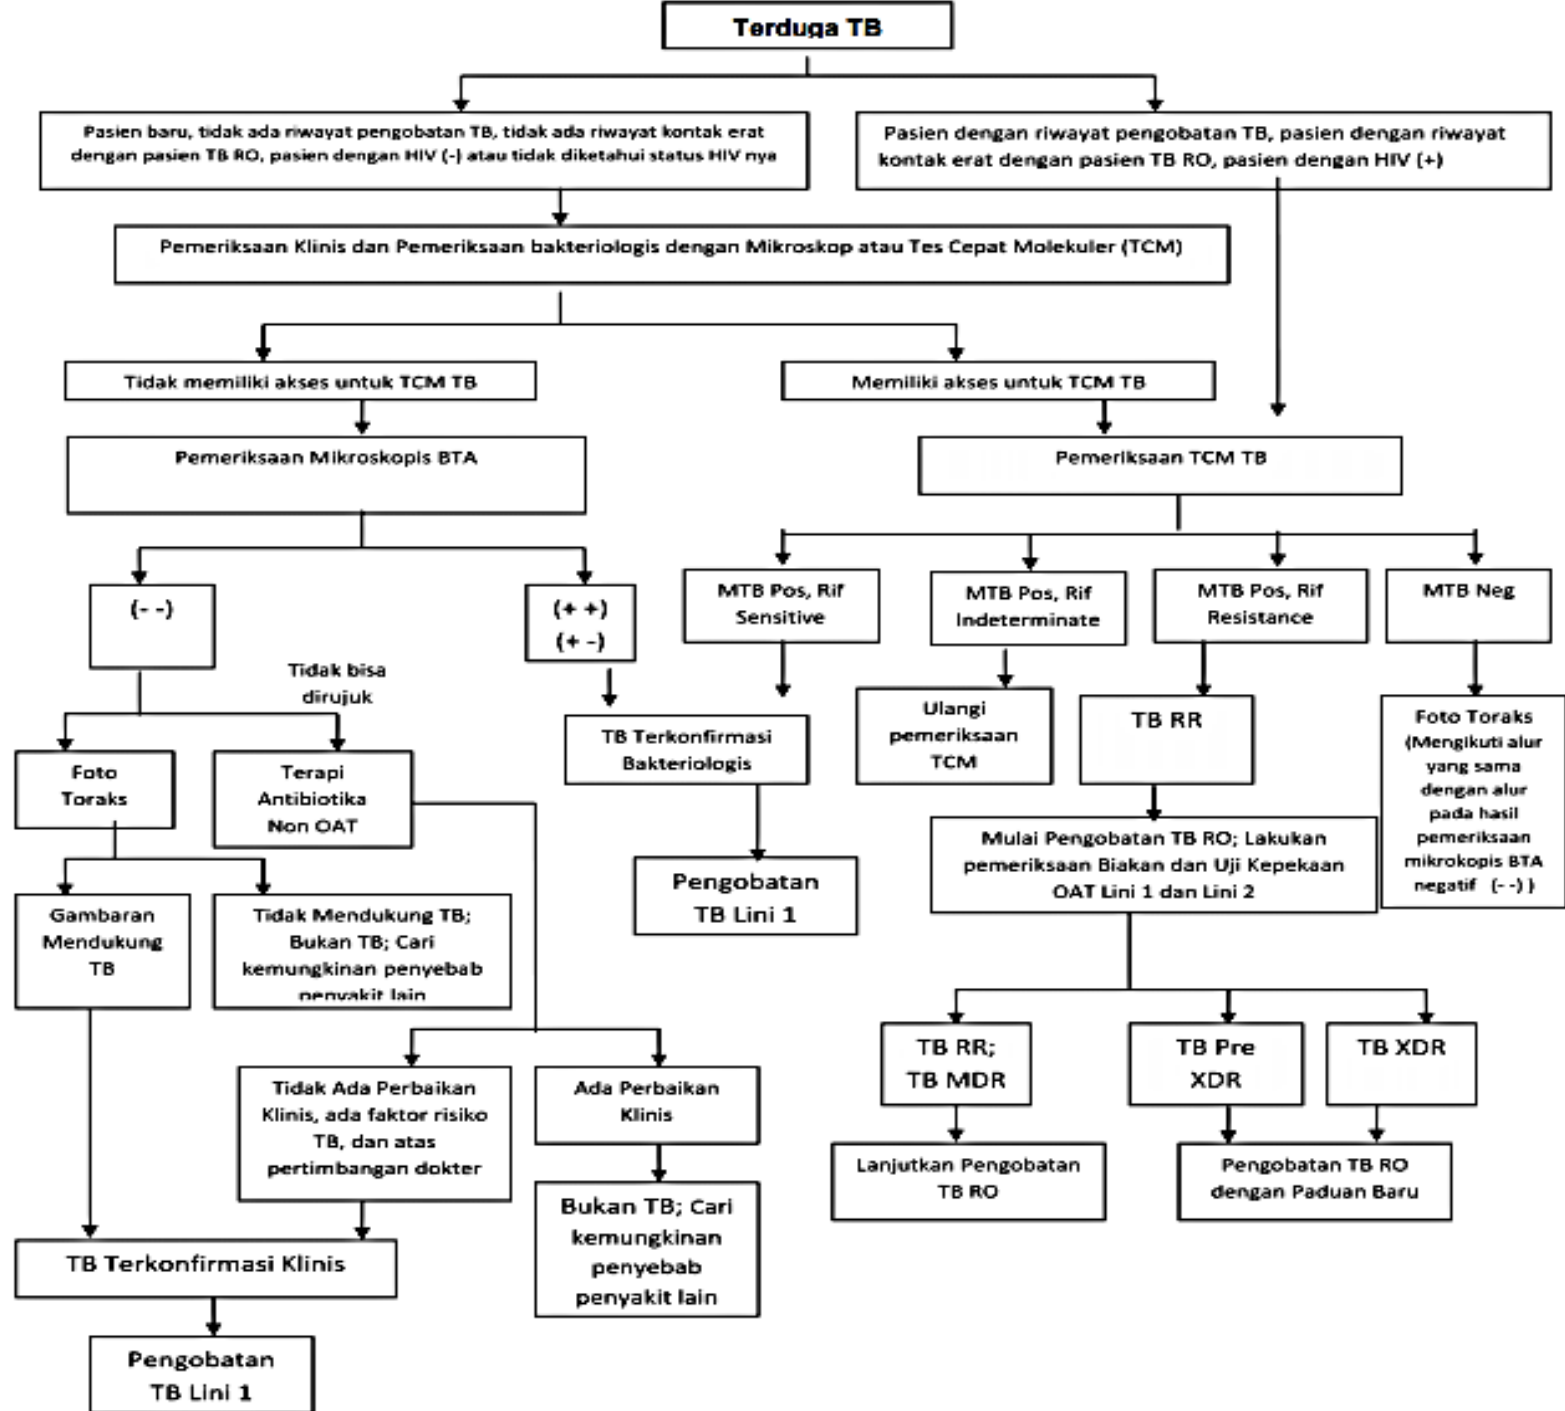 Terduga TB
Pasien baru, tidak ada riwayat pengobatan TB, tidak ada riwayat kontak erat
dengan pasien TB RO, pasien dengan HIV (-) atau tidak diketahui status HIV nya
Pasien dengan riwayat pengobatan TB, pasien dengan riwayat
kontak erat dengan pasien TB RO, pasien dengan HIV (+)
Pemeriksaan Klinis dan Pemeriksaan bakteriologis dengan Mikroskop atau Tes Cepat Molekuler (TCM)
Tidak memiliki akses untuk TCM TB
Memiliki akses untuk TCM TB
Pemeriksaan Mikroskopis BTA
Pemeriksaan TCM TB
(- -)
(+ +)
(+ -)
MTB Pos, Rif
Sensitive
MTB Pos, Rif
Indeterminate
MTB Pos, Rif
Resistance
MTB Neg
Tidak bisa
dirujuk
Foto
Toraks
Terapi
Antibiotika
Non OAT
TB Terkonfirmasi
Bakteriologis
Ulangi
pemeriksaan
TCM
TB RR
Foto Toraks
(Mengikuti alur
yang sama
dengan alur
pada hasil
pemeriksaan
mikrokopis BTA
negatif (- -) )
Pengobatan
TB Lini 1
Mulai Pengobatan TB RO; Lakukan
pemeriksaan Biakan dan Uji Kepekaan
OAT Lini 1 dan Lini 2
Gambaran
Mendukung
TB
Tidak Mendukung TB;
Bukan TB; Cari
kemungkinan penyebab
penyakit lain
TB RR;
TB MDR
TB Pre
XDR
TB XDR
Tidak Ada Perbaikan
Klinis, ada faktor risiko
TB, dan atas
pertimbangan dokter
Ada Perbaikan
Klinis
Lanjutkan Pengobatan
TB RO
Pengobatan TB RO
dengan Paduan Baru
Bukan TB; Cari
kemungkinan
penyebab
penyakit lain
TB Terkonfirmasi Klinis
Pengobatan
TB Lini 1